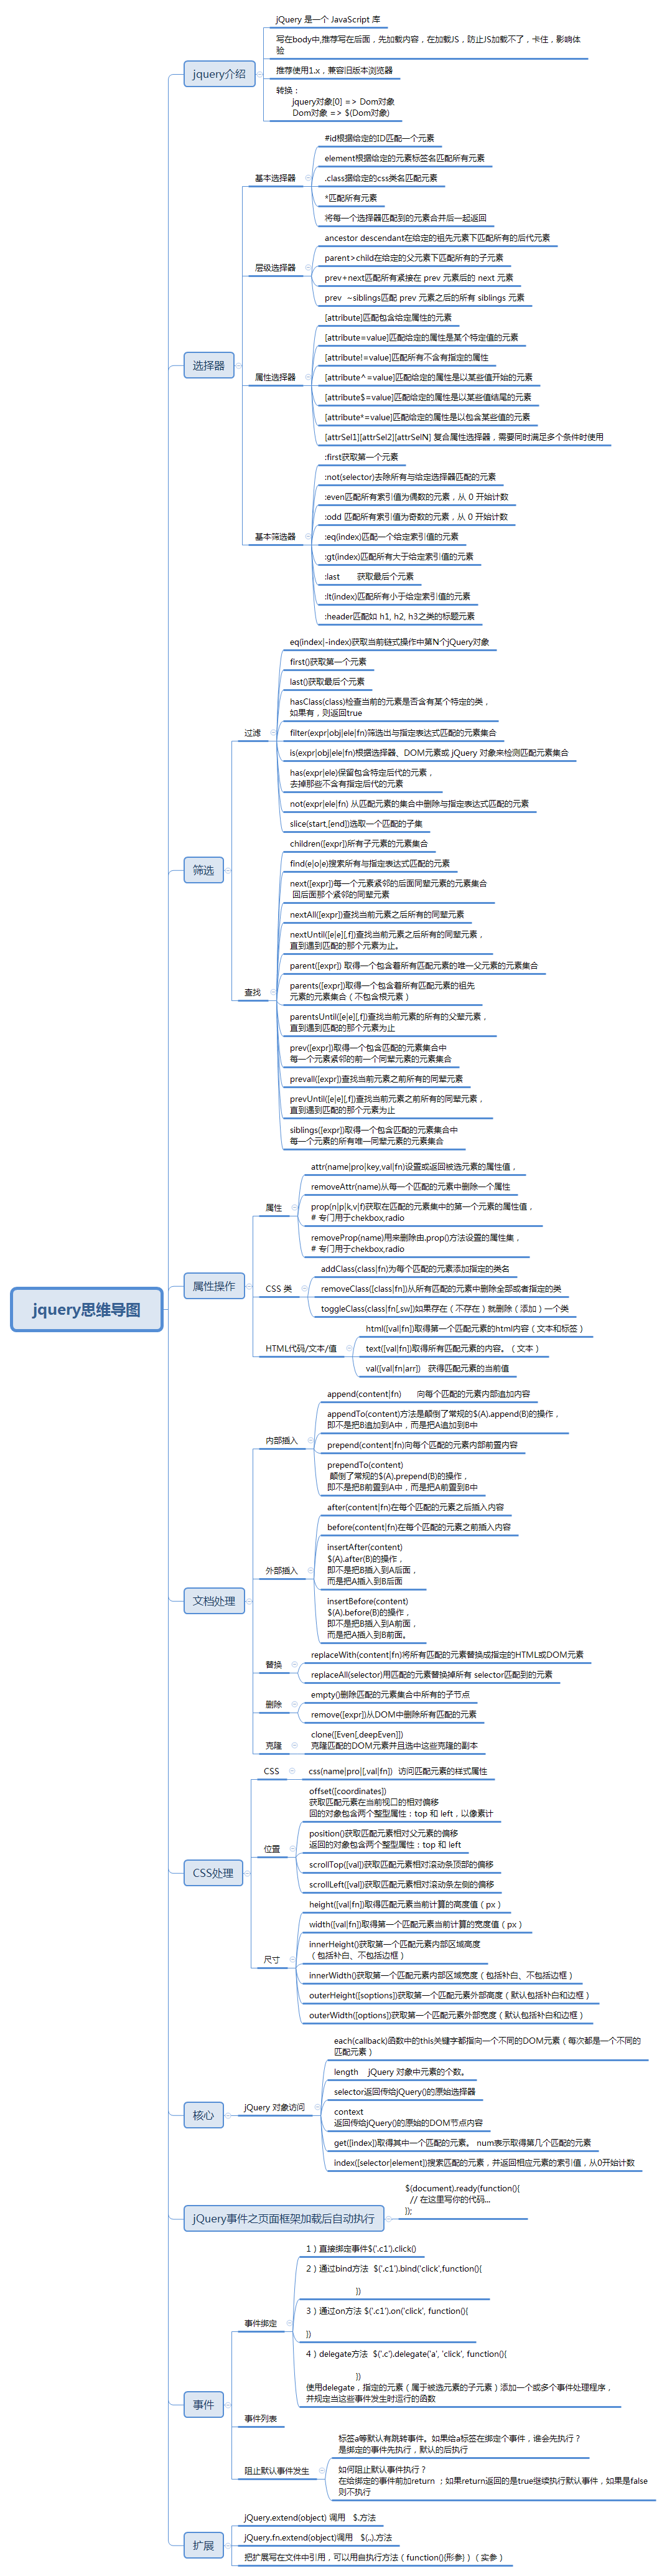 jquery思维导图
jquery介绍
jQuery 是一个 JavaScript 库
写在body中,推荐写在后面，先加载内容，在加载JS，防止JS加载不了，卡住，影响体
验
推荐使用1.x，兼容旧版本浏览器
转换：
jquery对象[0] => Dom对象
Dom对象 => $(Dom对象)
选择器
基本选择器
#id根据给定的ID匹配一个元素
element根据给定的元素标签名匹配所有元素
.class据给定的css类名匹配元素
*匹配所有元素
将每一个选择器匹配到的元素合并后一起返回
层级选择器
ancestor descendant在给定的祖先元素下匹配所有的后代元素
parent>child在给定的父元素下匹配所有的子元素
prev+next匹配所有紧接在 prev 元素后的 next 元素
prev ~siblings匹配 prev 元素之后的所有 siblings 元素
属性选择器
[attribute]匹配包含给定属性的元素
[attribute=value]匹配给定的属性是某个特定值的元素
[attribute!=value]匹配所有不含有指定的属性
[attribute^=value]匹配给定的属性是以某些值开始的元素
[attribute$=value]匹配给定的属性是以某些值结尾的元素
[attribute*=value]匹配给定的属性是以包含某些值的元素
[attrSel1][attrSel2][attrSelN] 复合属性选择器，需要同时满足多个条件时使用
基本筛选器
:first获取第一个元素
:not(selector)去除所有与给定选择器匹配的元素
:even匹配所有索引值为偶数的元素，从 0 开始计数
:odd 匹配所有索引值为奇数的元素，从 0 开始计数
:eq(index)匹配一个给定索引值的元素
:gt(index)匹配所有大于给定索引值的元素
:last 获取最后个元素
:lt(index)匹配所有小于给定索引值的元素
:header匹配如 h1, h2, h3之类的标题元素
筛选
过滤
eq(index|-index)获取当前链式操作中第N个jQuery对象
first()获取第一个元素
last()获取最后个元素
hasClass(class)检查当前的元素是否含有某个特定的类，
如果有，则返回true
filter(expr|obj|ele|fn)筛选出与指定表达式匹配的元素集合
is(expr|obj|ele|fn)根据选择器、DOM元素或 jQuery 对象来检测匹配元素集合
has(expr|ele)保留包含特定后代的元素，
去掉那些不含有指定后代的元素
not(expr|ele|fn) 从匹配元素的集合中删除与指定表达式匹配的元素
slice(start,[end])选取一个匹配的子集
查找
children([expr])所有子元素的元素集合
find(e|o|e)搜索所有与指定表达式匹配的元素
next([expr])每一个元素紧邻的后面同辈元素的元素集合
回后面那个紧邻的同辈元素
nextAll([expr])查找当前元素之后所有的同辈元素
nextUntil([e|e][,f])查找当前元素之后所有的同辈元素，
直到遇到匹配的那个元素为止。
parent([expr]) 取得一个包含着所有匹配元素的唯一父元素的元素集合
parents([expr])取得一个包含着所有匹配元素的祖先
元素的元素集合（不包含根元素）
parentsUntil([e|e][,f])查找当前元素的所有的父辈元素，
直到遇到匹配的那个元素为止
prev([expr])取得一个包含匹配的元素集合中
每一个元素紧邻的前一个同辈元素的元素集合
prevall([expr])查找当前元素之前所有的同辈元素
prevUntil([e|e][,f])查找当前元素之前所有的同辈元素，
直到遇到匹配的那个元素为止
siblings([expr])取得一个包含匹配的元素集合中
每一个元素的所有唯一同辈元素的元素集合
属性操作
属性
attr(name|pro|key,val|fn)设置或返回被选元素的属性值，
removeAttr(name)从每一个匹配的元素中删除一个属性
prop(n|p|k,v|f)获取在匹配的元素集中的第一个元素的属性值，
# 专门用于chekbox,radio
removeProp(name)用来删除由.prop()方法设置的属性集，
# 专门用于chekbox,radio
CSS 类
addClass(class|fn)为每个匹配的元素添加指定的类名
removeClass([class|fn])从所有匹配的元素中删除全部或者指定的类
toggleClass(class|fn[,sw])如果存在（不存在）就删除（添加）一个类
HTML代码/文本/值
html([val|fn])取得第一个匹配元素的html内容（文本和标签）
text([val|fn])取得所有匹配元素的内容。（文本）
val([val|fn|arr]) 获得匹配元素的当前值
文档处理
内部插入
append(content|fn) 向每个匹配的元素内部追加内容
appendTo(content)方法是颠倒了常规的$(A).append(B)的操作，
即不是把B追加到A中，而是把A追加到B中
prepend(content|fn)向每个匹配的元素内部前置内容
prependTo(content)
颠倒了常规的$(A).prepend(B)的操作，
即不是把B前置到A中，而是把A前置到B中
外部插入
after(content|fn)在每个匹配的元素之后插入内容
before(content|fn)在每个匹配的元素之前插入内容
insertAfter(content)
$(A).after(B)的操作，
即不是把B插入到A后面，
而是把A插入到B后面
insertBefore(content)
$(A).before(B)的操作，
即不是把B插入到A前面，
而是把A插入到B前面。
替换
replaceWith(content|fn)将所有匹配的元素替换成指定的HTML或DOM元素
replaceAll(selector)用匹配的元素替换掉所有 selector匹配到的元素
删除
empty()删除匹配的元素集合中所有的子节点
remove([expr])从DOM中删除所有匹配的元素
克隆
clone([Even[,deepEven]])
克隆匹配的DOM元素并且选中这些克隆的副本
CSS处理
CSS
css(name|pro|[,val|fn]) 访问匹配元素的样式属性
位置
offset([coordinates])
获取匹配元素在当前视口的相对偏移
回的对象包含两个整型属性：top 和 left，以像素计
position()获取匹配元素相对父元素的偏移
返回的对象包含两个整型属性：top 和 left
scrollTop([val])获取匹配元素相对滚动条顶部的偏移
scrollLeft([val])获取匹配元素相对滚动条左侧的偏移
尺寸
height([val|fn])取得匹配元素当前计算的高度值（px）
width([val|fn])取得第一个匹配元素当前计算的宽度值（px）
innerHeight()获取第一个匹配元素内部区域高度
（包括补白、不包括边框）
innerWidth()获取第一个匹配元素内部区域宽度（包括补白、不包括边框）
outerHeight([soptions])获取第一个匹配元素外部高度（默认包括补白和边框）
outerWidth([options])获取第一个匹配元素外部宽度（默认包括补白和边框）
核心
jQuery 对象访问
each(callback)函数中的this关键字都指向一个不同的DOM元素（每次都是一个不同的
匹配元素）
length jQuery 对象中元素的个数。
selector返回传给jQuery()的原始选择器
context
返回传给jQuery()的原始的DOM节点内容
get([index])取得其中一个匹配的元素。 num表示取得第几个匹配的元素
index([selector|element])搜索匹配的元素，并返回相应元素的索引值，从0开始计数
jQuery事件之页面框架加载后自动执行
$(document).ready(function(){
// 在这里写你的代码...
});
事件
事件绑定
1）直接绑定事件$('.c1').click()
2）通过bind方法 $('.c1').bind('click',function(){
})
3）通过on方法 $('.c1').on('click', function(){
})
4）delegate方法 $('.c').delegate('a', 'click', function(){
})
使用delegate，指定的元素（属于被选元素的子元素）添加一个或多个事件处理程序，
并规定当这些事件发生时运行的函数
事件列表
阻止默认事件发生
标签a等默认有跳转事件。如果给a标签在绑定个事件，谁会先执行？
是绑定的事件先执行，默认的后执行
如何阻止默认事件执行？
在给绑定的事件前加return ；如果return返回的是true继续执行默认事件，如果是false
则不执行
扩展
jQuery.extend(object) 调用 $.方法
jQuery.fn.extend(object)调用 $(..).方法
把扩展写在文件中引用，可以用自执行方法（function(){形参}）（实参）